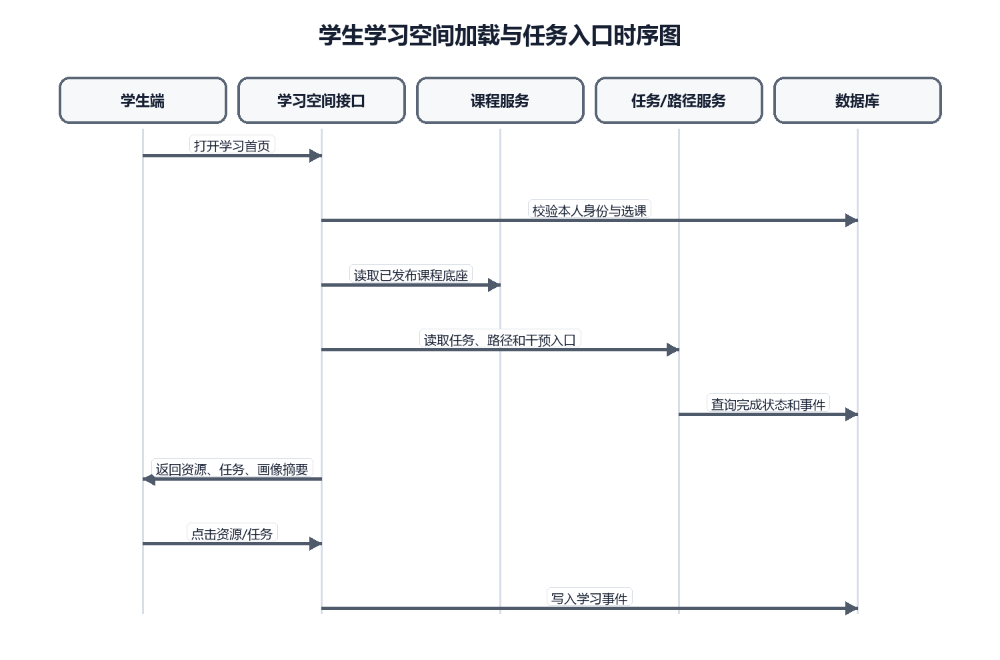 学生学习空间加载与任务入口时序图
学生端
学习空间接口
课程服务
任务/路径服务
数据库
打开学习首页
校验本人身份与选课
读取已发布课程底座
读取任务、路径和干预入口
查询完成状态和事件
返回资源、任务、画像摘要
点击资源/任务
写入学习事件